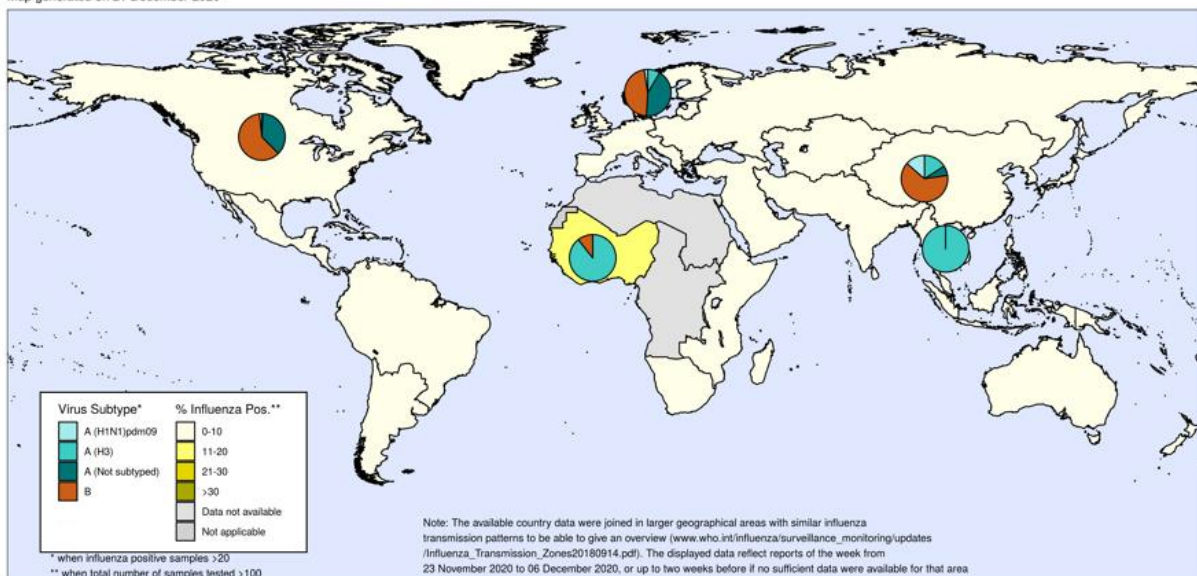 Virus Subtype*
A (H1N1)pdm09
A (H3)
A (Not subtyped)
B
% Influenza Pos.**
0-10
11-20
21-30
>30
Data not available
Not applicable
* when influenza positive samples >20
** when total number of samples tested >100
Note: The available country data were joined in larger geographical areas with similar influenza
transmission patterns to be able to give an overview (www.who.int/influenza/surveillance_monitoring/updates
/Influenza_Transmission_Zones20180914.pdf). The displayed data reflect reports of the week from
23 November 2020 to 06 December 2020, or up to two weeks before if no sufficient data were available for that area